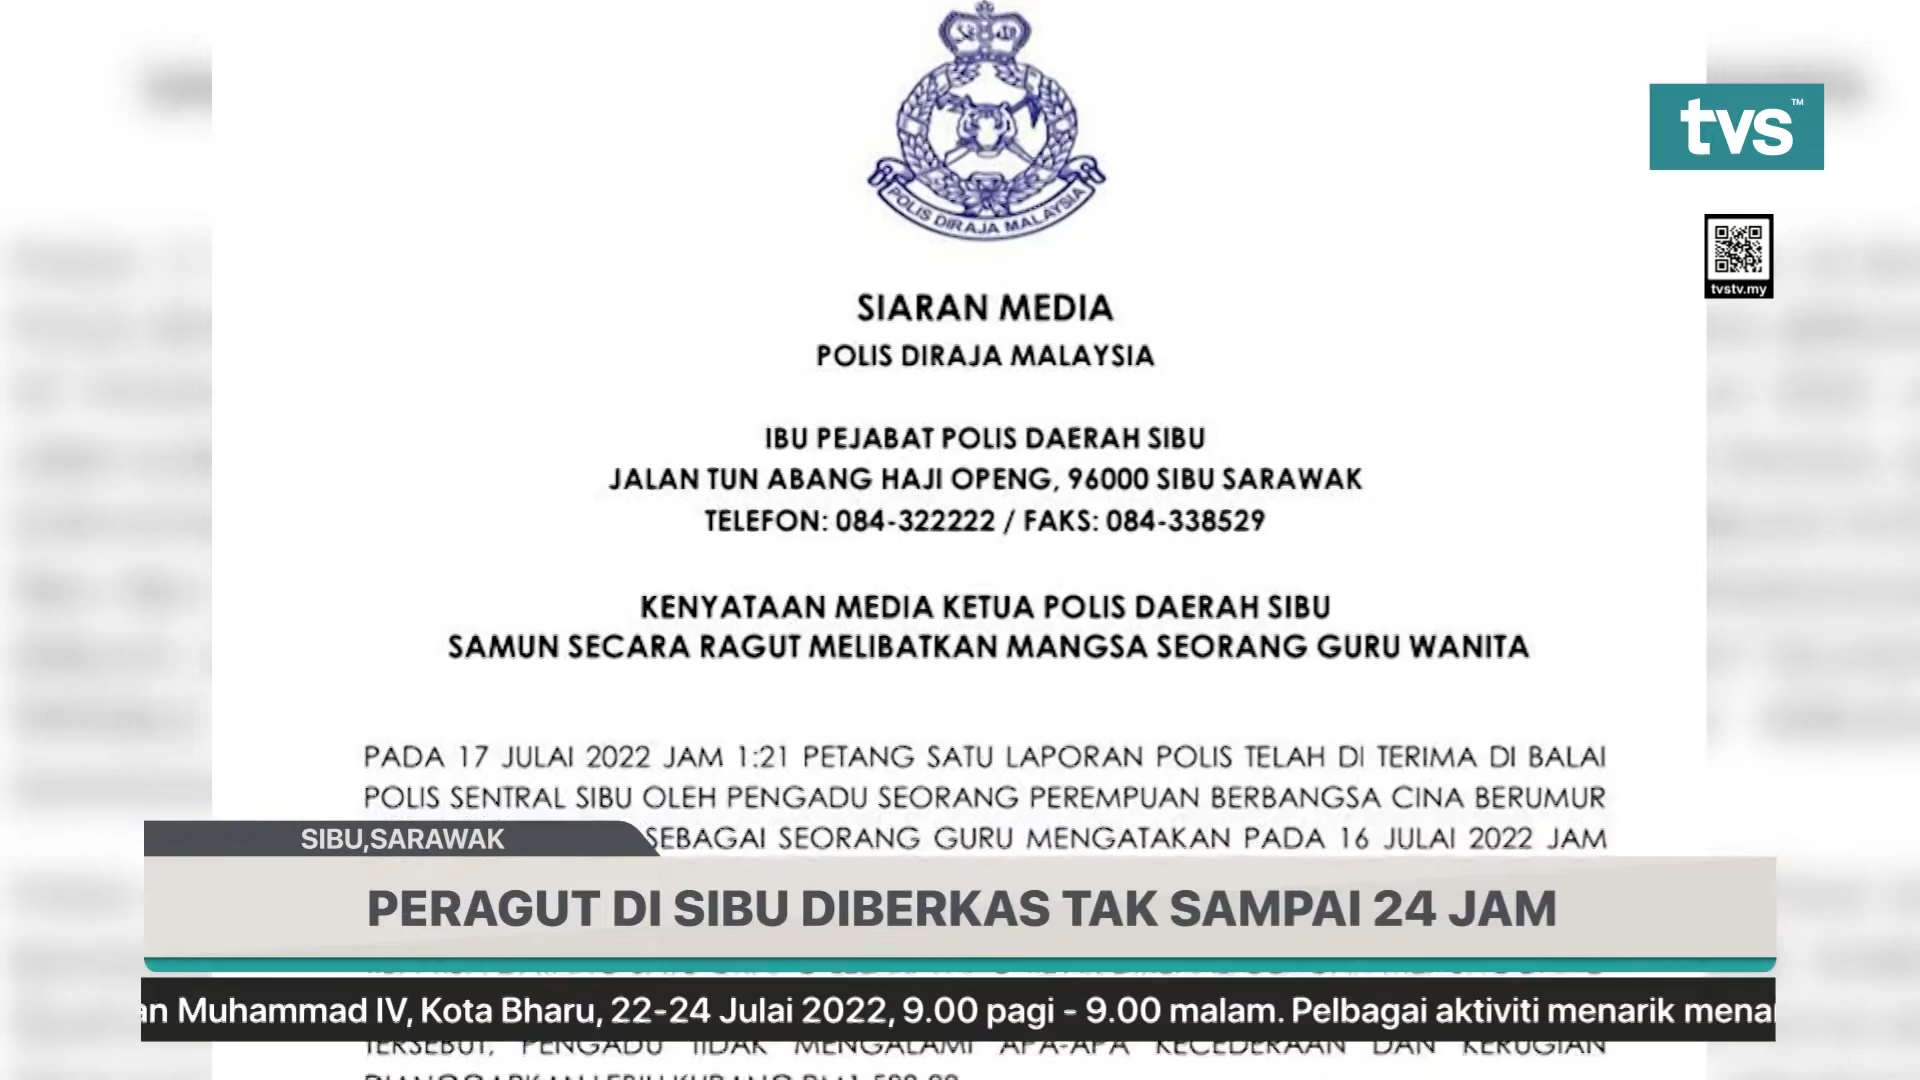 POLIS DIRAJA MALAYSIA
tvs™
tvstv.my
SIARAN MEDIA
POLIS DIRAJA MALAYSIA
IBU PEJABAT POLIS DAERAH SIBU
JALAN TUN ABANG HAJI OPENG, 96000 SIBU SARAWAK
TELEFON: 084-322222 / FAKS: 084-338529
KENYATAAN MEDIA KETUA POLIS DAERAH SIBU
SAMUN SECARA RAGUT MELIBATKAN MANGSA SEORANG GURU WANITA
PADA 17 JULAI 2022 JAM 1:21 PETANG SATU LAPORAN POLIS TELAH DI TERIMA DI BALAI
POLIS SENTRAL SIBU OLEH PENGADU SEORANG PEREMPUAN BERBANGSA CINA BERUMUR
SEBAGAI SEORANG GURU MENGATAKAN PADA 16 JULAI 2022 JAM
SIBU,SARAWAK
PERAGUT DI SIBU DIBERKAS TAK SAMPAI 24 JAM
an Muhammad IV, Kota Bharu, 22-24 Julai 2022, 9.00 pagi - 9.00 malam. Pelbagai aktiviti menarik mena
TERSEBUT, PENGADU TIDAK MENGALAMI APA-APA KECEDERAAN DAN KERUGIAN